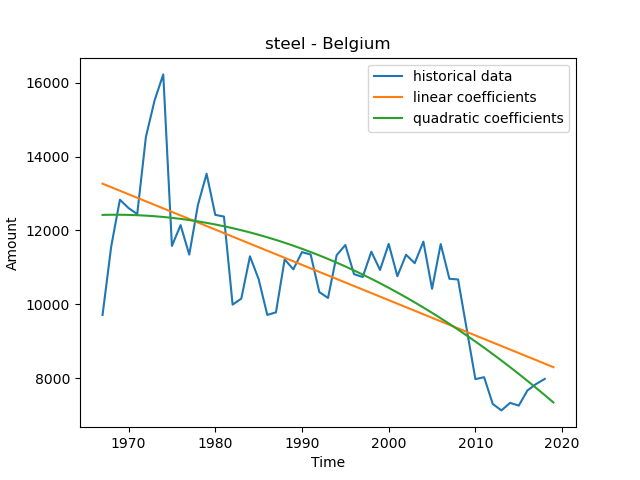 steel - Belgium
historical data
linear coefficients
quadratic coefficients
16000
14000
12000
10000
8000
Amount
1970 1980 1990 2000 2010 2020
Time